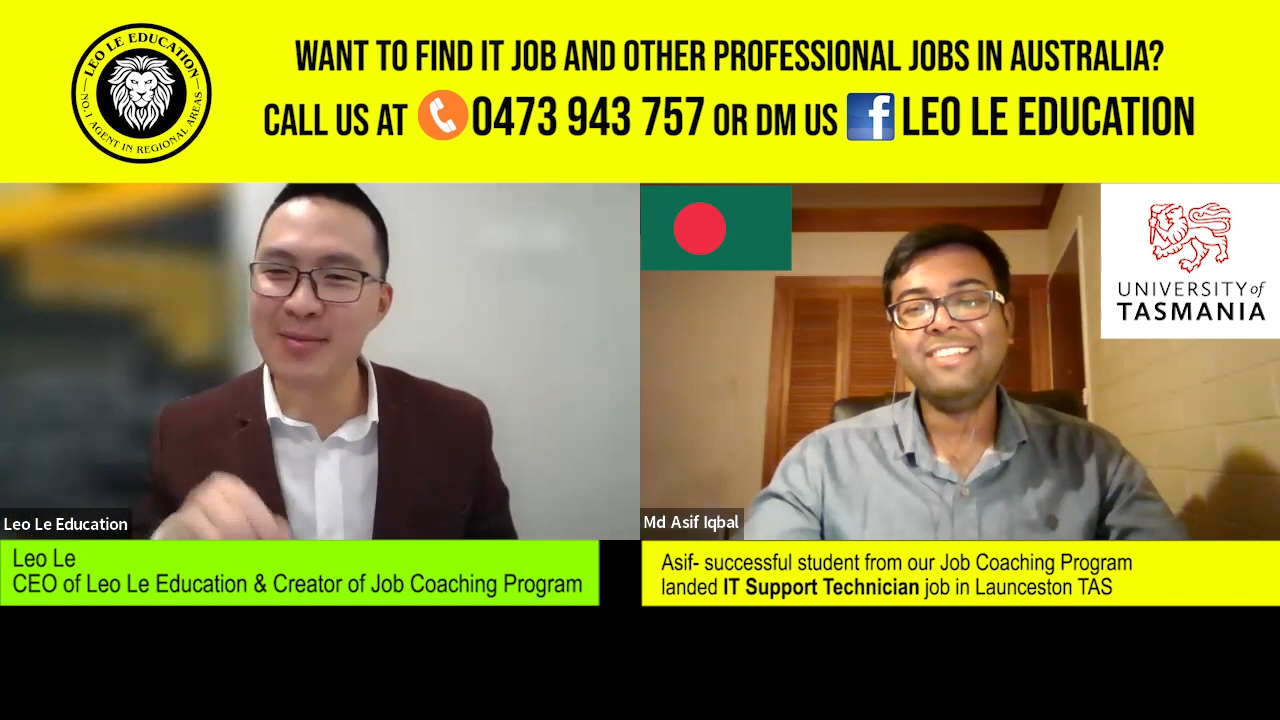 LEO LE EDUCATION
NO.1 AGENT IN REGIONAL AREAS
WANT TO FIND IT JOB AND OTHER PROFESSIONAL JOBS IN AUSTRALIA?
CALL US AT 0473 943 757 OR DM US f LEO LE EDUCATION
UNIVERSITY of
TASMANIA
Leo Le Education
Md Asif Iqbal
Leo Le
CEO of Leo Le Education & Creator of Job Coaching Program
Asif- successful student from our Job Coaching Program
landed IT Support Technician job in Launceston TAS